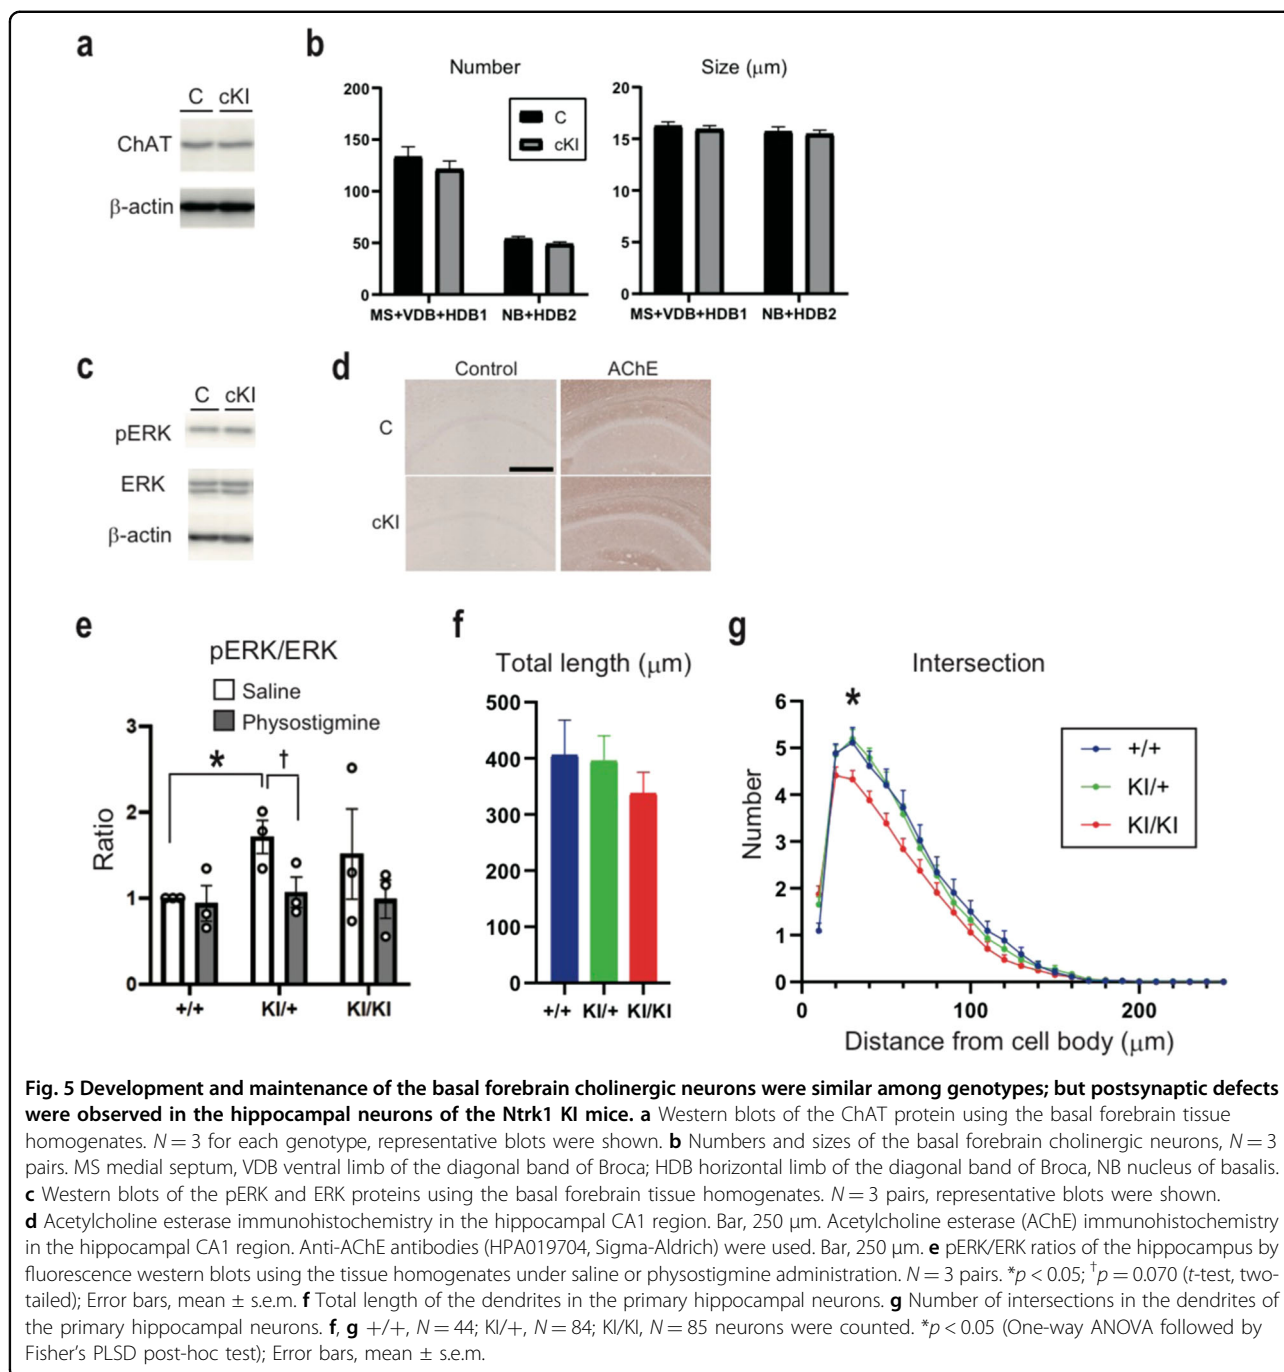 a
C cKI
ChAT
β-actin
b
Number
200
150
100
50
0
MS+VDB+HDB1 NB+HDB2
C
cKI
Size (μm)
20
15
10
5
0
MS+VDB+HDB1 NB+HDB2
c
C cKI
pERK
ERK
β-actin
d
Control AChE
C
cKI
e
pERK/ERK
Saline
Physostigmine
Ratio
3
2
1
0
* †
+/+ KI/+ KI/KI
f
Total length (μm)
500
400
300
400
200
0
+/+ KI/+ KI/KI
g
Intersection
Number
6
5
4
3
2
1
0
*
0 100 200
Distance from cell body (μm)
+/+
KI/+
KI/KI
Fig. 5 Development and maintenance of the basal forebrain cholinergic neurons were similar among genotypes; but postsynaptic defects
were observed in the hippocampal neurons of the Ntrk1 KI mice. a Western blots of the ChAT protein using the basal forebrain tissue
homogenates. N = 3 for each genotype, representative blots were shown. b Numbers and sizes of the basal forebrain cholinergic neurons, N = 3
pairs. MS medial septum, VDB ventral limb of the diagonal band of Broca; HDB horizontal limb of the diagonal band of Broca, NB nucleus of basalis.
c Western blots of the pERK and ERK proteins using the basal forebrain tissue homogenates. N = 3 pairs, representative blots were shown.
d Acetylcholine esterase immunohistochemistry in the hippocampal CA1 region. Bar, 250 μm. Acetylcholine esterase (AChE) immunohistochemistry
in the hippocampal CA1 region. Anti-AChE antibodies (HPA019704, Sigma-Aldrich) were used. Bar, 250 μm. e pERK/ERK ratios of the hippocampus by
fluorescence western blots using the tissue homogenates under saline or physostigmine administration. N = 3 pairs. *p < 0.05; †p = 0.070 (t-test, two-
tailed); Error bars, mean ± s.e.m. f Total length of the dendrites in the primary hippocampal neurons. g Number of intersections in the dendrites of
the primary hippocampal neurons. f, g +/+, N = 44; KI/+, N = 84; KI/KI, N = 85 neurons were counted. *p < 0.05 (One-way ANOVA followed by
Fisher's PLSD post-hoc test); Error bars, mean ± s.e.m.